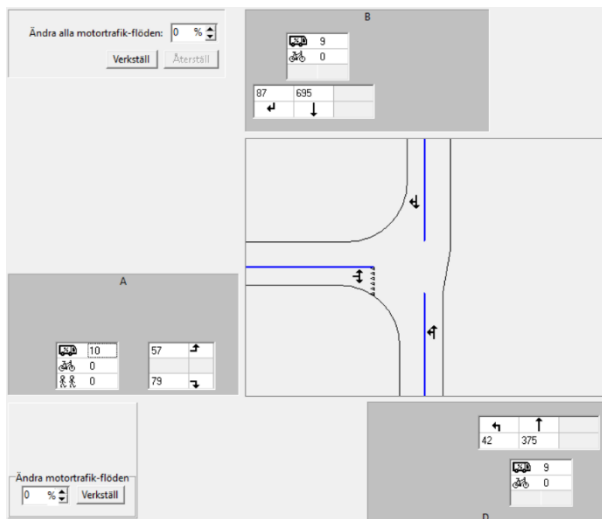 Ändra alla motortrafik-flöden: 0 %
Verkställ Återställ
B
% 9
0
87 695
A
% 10
0
0
57
79
Ändra motortrafik-flöden
0 % Verkställ
42 375
% 9
0
D